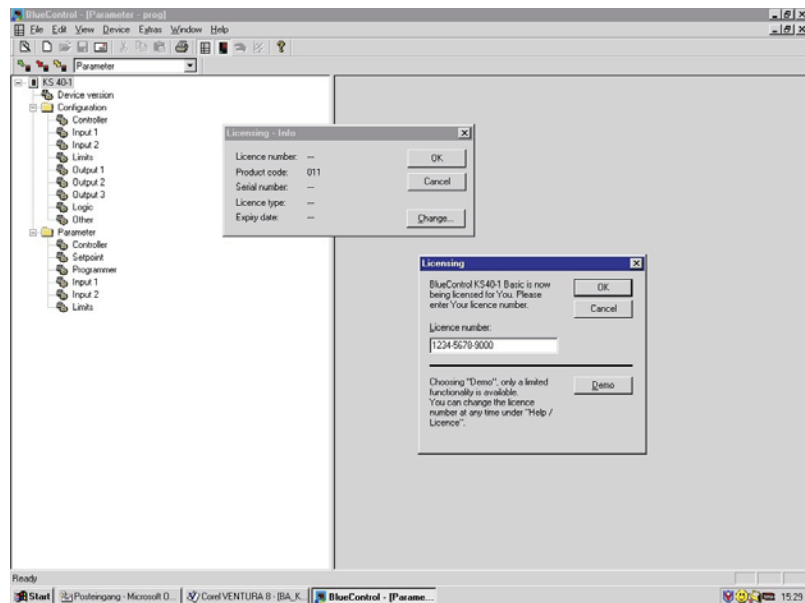 BlueControl - [Parameter - prog]
File Edit View Device Extras Window Help
Parameter
KS 40-1
Device version
Configuration
Controller
Input 1
Input 2
Limits
Output 1
Output 2
Output 3
Logic
Other
Parameter
Controller
Setpoint
Programmer
Input 1
Input 2
Limits
Licensing - Info
Licence number: --
Product code: 011
Serial number: --
Licence type: --
Expiry date: --
OK
Cancel
Change...
Licensing
BlueControl KS40-1 Basic is now
being licensed for You. Please
enter Your licence number.
OK
Cancel
Licence number:
1234-5678-9000
Choosing "Demo", only a limited
functionality is available.
You can change the licence
number at any time under "Help /
Licence".
Demo
Ready
Start Posteingang - Microsoft O... Corel VENTURA 8 - [BA_K... BlueControl - [Parame... 15:29